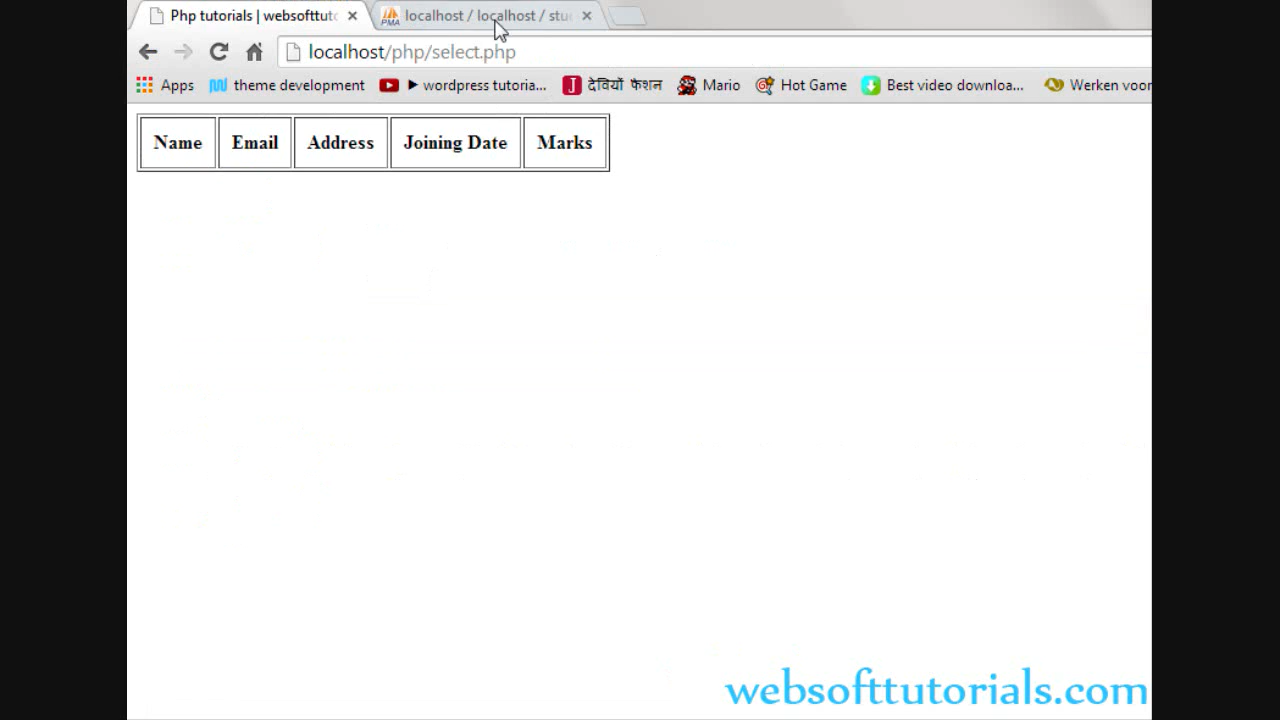 Php tutorials | websofttuto
localhost / localhost / stu
localhost/php/select.php
Apps theme development ► wordpress tutoria... देवियों फैशन Mario Hot Game Best video downloa... Werken voor
Name Email Address Joining Date Marks
websofttutorials.com